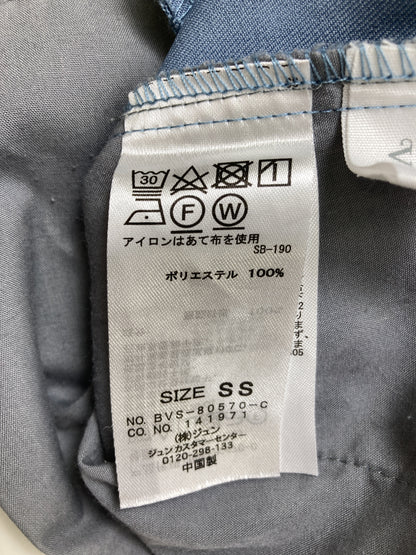 30
F W
アイロンはあて布を使用
SB-190
ポリエステル 100%
SIZE SS
NO. BVS-80570-C
CO. NO. 141971
(株)ジュン
ジュンカスタマーセンター
0120-298-133
中国製